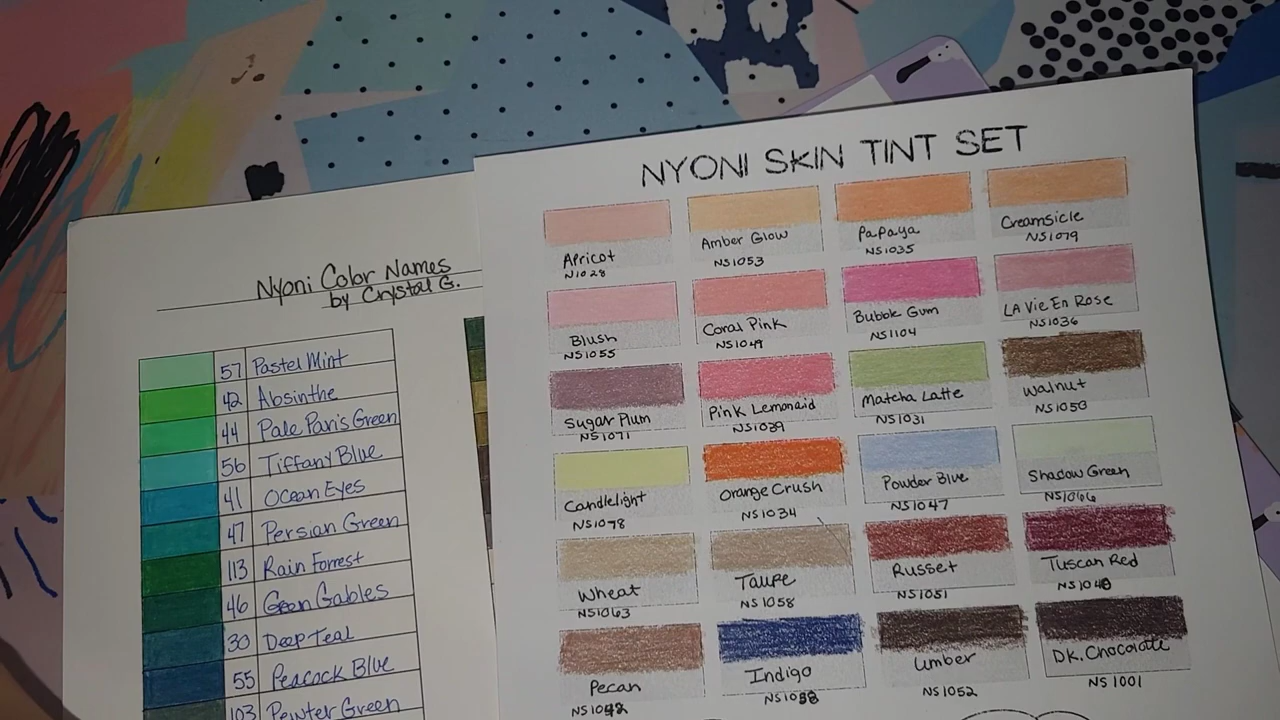 Nyoni Color Names
by Crystal G.
57 Pastel Mint
42 Absinthe
44 Pale Paris Green
56 Tiffany Blue
41 Ocean Eyes
47 Persian Green
113 Rain Forrest
46 Green Gables
30 Deep Teal
55 Peacock Blue
103 Pewter Green
NYONI SKIN TINT SET
Apricot
N1028
Amber Glow
NS1053
Papaya
NS1035
Creamsicle
NS1079
Blush
NS1055
Coral Pink
NS1049
Bubble Gum
NS1104
LA Vie En Rose
NS1036
Sugar Plum
NS1071
Pink Lemonaid
NS1039
Matcha Latte
NS1031
Walnut
NS1050
Candlelight
NS1078
Orange Crush
NS1034
Powder Blue
NS1047
Shadow Green
NS1066
Wheat
NS1063
Taupe
NS1058
Russet
NS1051
Tuscan Red
NS1040
Pecan
Indigo
Umber
NS1052
DK. Chocolate
NS1001